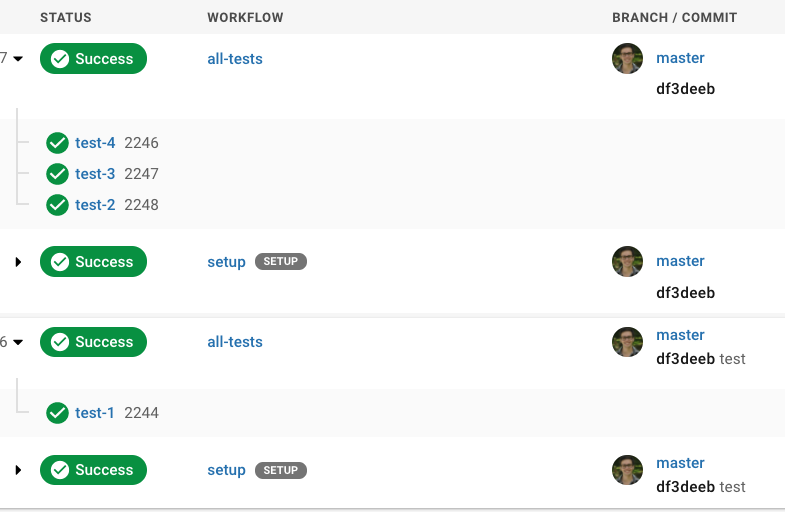 STATUS WORKFLOW BRANCH / COMMIT
7 Success all-tests master
df3deeb
test-4 2246
test-3 2247
test-2 2248
Success setup SETUP master
df3deeb
6 Success all-tests master
df3deeb test
test-1 2244
Success setup SETUP master
df3deeb test